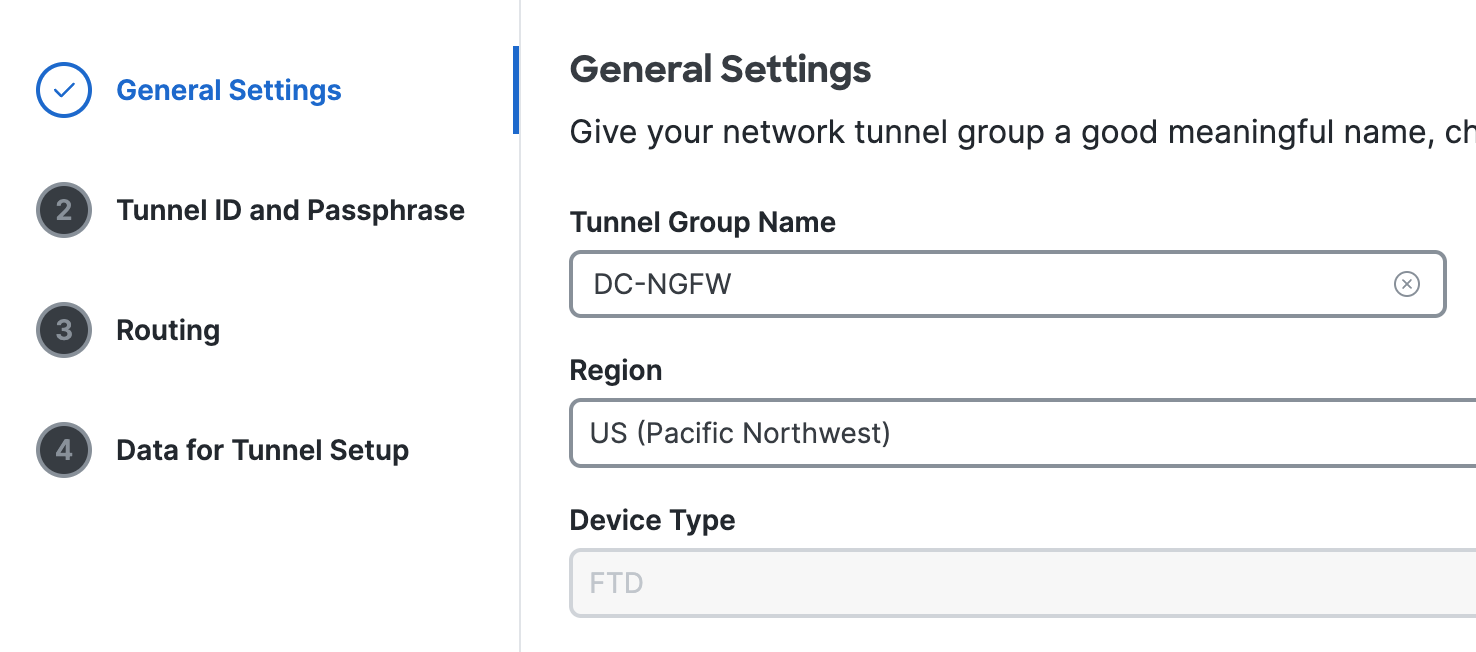 General Settings
2
Tunnel ID and Passphrase
3
Routing
4
Data for Tunnel Setup
General Settings
Give your network tunnel group a good meaningful name,
Tunnel Group Name
DC-NGFW
Region
US (Pacific Northwest)
Device Type
FTD